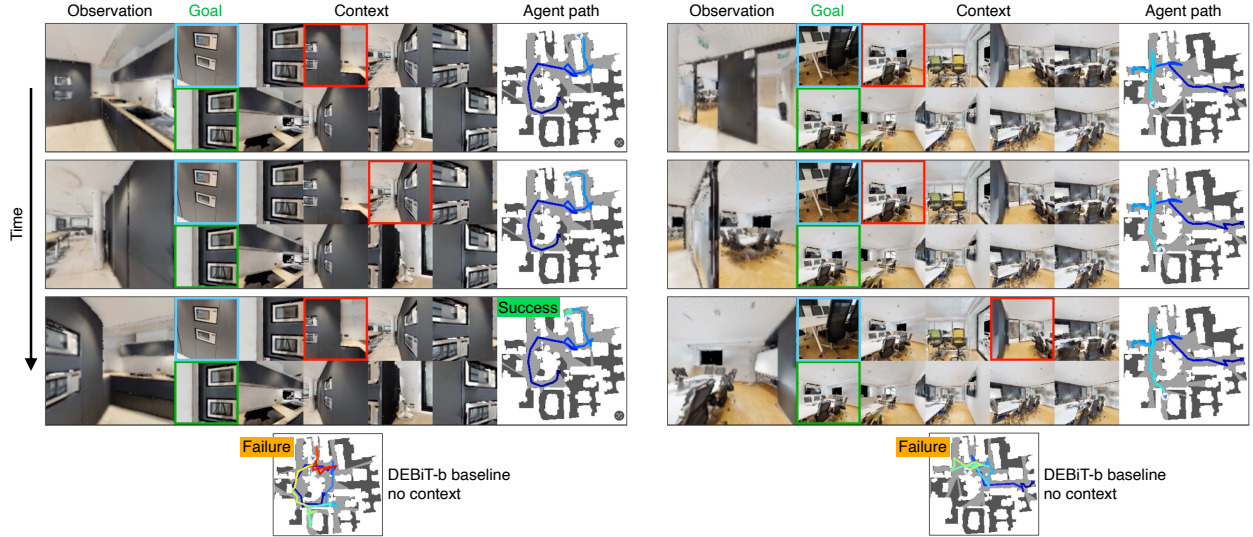 Observation Goal Context Agent path
Observation Goal Context Agent path
Time
Success
Failure
DEBiT-b baseline
no context
Failure
DEBiT-b baseline
no context